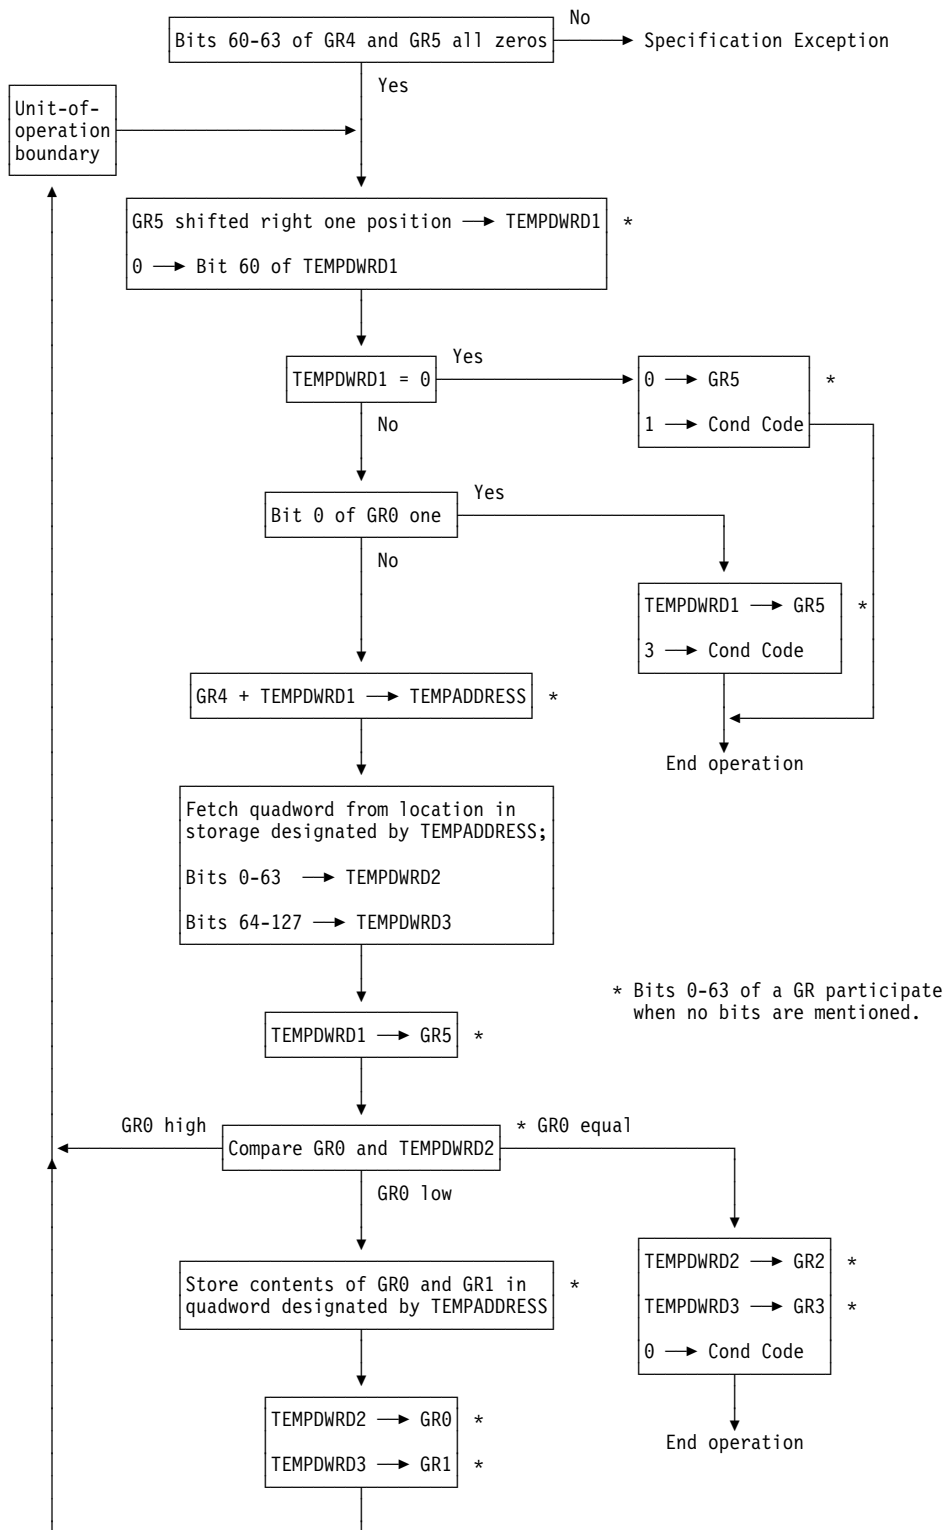 No
Bits 60-63 of GR4 and GR5 all zeros
Specification Exception
Yes
Unit-of-
operation
boundary
GR5 shifted right one position → TEMPDWRD1 *
0 → Bit 60 of TEMPDWRD1
Yes
TEMPDWRD1 = 0
0 → GR5 *
1 → Cond Code
No
Yes
Bit 0 of GR0 one
No
TEMPDWRD1 → GR5 *
3 → Cond Code
GR4 + TEMPDWRD1 → TEMPADDRESS *
End operation
Fetch quadword from location in
storage designated by TEMPADDRESS;
Bits 0-63 → TEMPDWRD2
Bits 64-127 → TEMPDWRD3
* Bits 0-63 of a GR participate
when no bits are mentioned.
TEMPDWRD1 → GR5 *
GR0 high
* GR0 equal
Compare GR0 and TEMPDWRD2
GR0 low
TEMPDWRD2 → GR2 *
TEMPDWRD3 → GR3 *
0 → Cond Code
Store contents of GR0 and GR1 in *
quadword designated by TEMPADDRESS
TEMPDWRD2 → GR0 *
TEMPDWRD3 → GR1 *
End operation